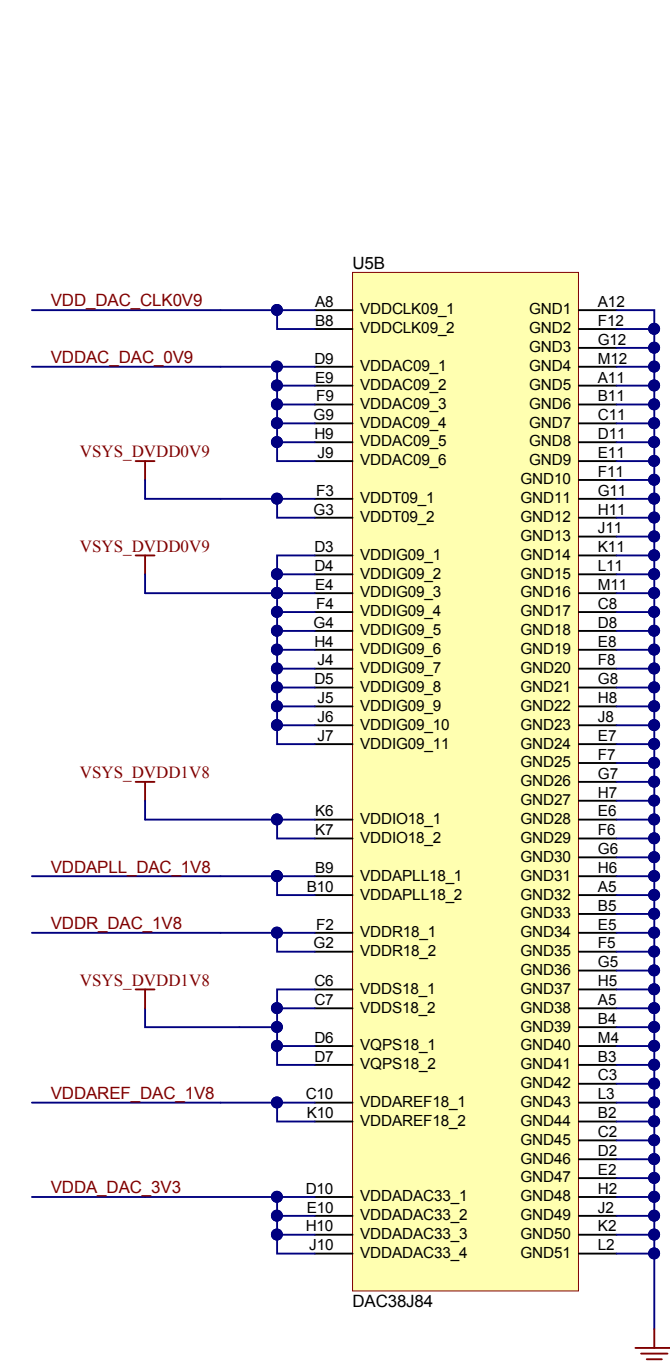 U5B
VDD_DAC_CLK0V9 A8 VDDCLK09_1 GND1 A12
B8 VDDCLK09_2 GND2 F12
GND3 G12
VDDAC_DAC_0V9 D9 VDDAC09_1 GND4 M12
E9 VDDAC09_2 GND5 A11
F9 VDDAC09_3 GND6 B11
G9 VDDAC09_4 GND7 C11
H9 VDDAC09_5 GND8 D11
J9 VDDAC09_6 GND9 E11
VSYS_DVDD0V9
GND10 F11
F3 VDDT09_1 GND11 G11
G3 VDDT09_2 GND12 H11
GND13 J11
VSYS_DVDD0V9
D3 VDDIG09_1 GND14 K11
D4 VDDIG09_2 GND15 L11
E4 VDDIG09_3 GND16 M11
F4 VDDIG09_4 GND17 C8
G4 VDDIG09_5 GND18 D8
H4 VDDIG09_6 GND19 E8
J4 VDDIG09_7 GND20 F8
D5 VDDIG09_8 GND21 G8
J5 VDDIG09_9 GND22 H8
J6 VDDIG09_10 GND23 J8
J7 VDDIG09_11 GND24 E7
GND25 F7
VSYS_DVDD1V8
GND26 G7
GND27 H7
K6 VDDIO18_1 GND28 E6
K7 VDDIO18_2 GND29 F6
GND30 G6
VDDAPLL_DAC_1V8 B9 VDDAPLL18_1 GND31 H6
B10 VDDAPLL18_2 GND32 A5
GND33 B5
VDDR_DAC_1V8 F2 VDDR18_1 GND34 E5
G2 VDDR18_2 GND35 F5
GND36 G5
VSYS_DVDD1V8
C6 VDDS18_1 GND37 H5
C7 VDDS18_2 GND38 A5
GND39 B4
D6 VQPS18_1 GND40 M4
D7 VQPS18_2 GND41 B3
GND42 C3
VDDAREF_DAC_1V8 C10 VDDAREF18_1 GND43 L3
K10 VDDAREF18_2 GND44 B2
GND45 C2
GND46 D2
GND47 E2
VDDA_DAC_3V3 D10 VDDADAC33_1 GND48 H2
E10 VDDADAC33_2 GND49 J2
H10 VDDADAC33_3 GND50 K2
J10 VDDADAC33_4 GND51 L2
DAC38J84